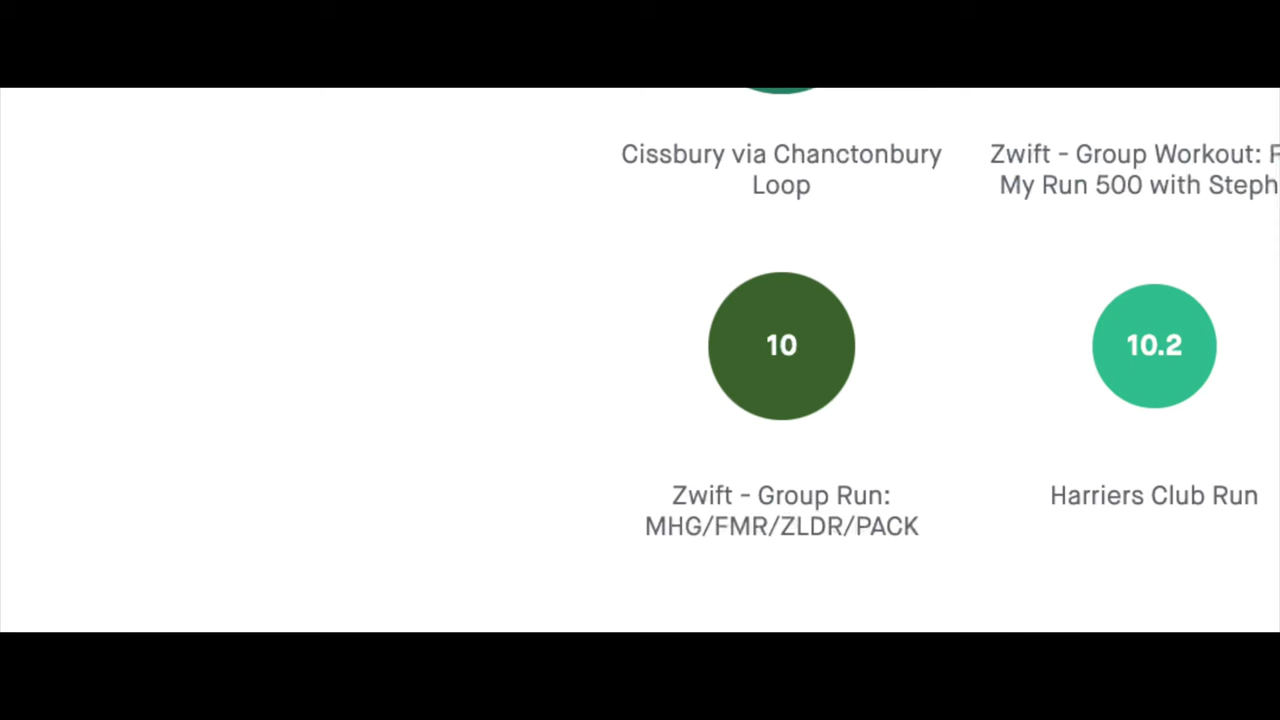 Cissbury via Chanctonbury
Loop
Zwift - Group Workout:
My Run 500 with Steph
10
10.2
Zwift - Group Run:
MHG/FMR/ZLDR/PACK
Harriers Club Run